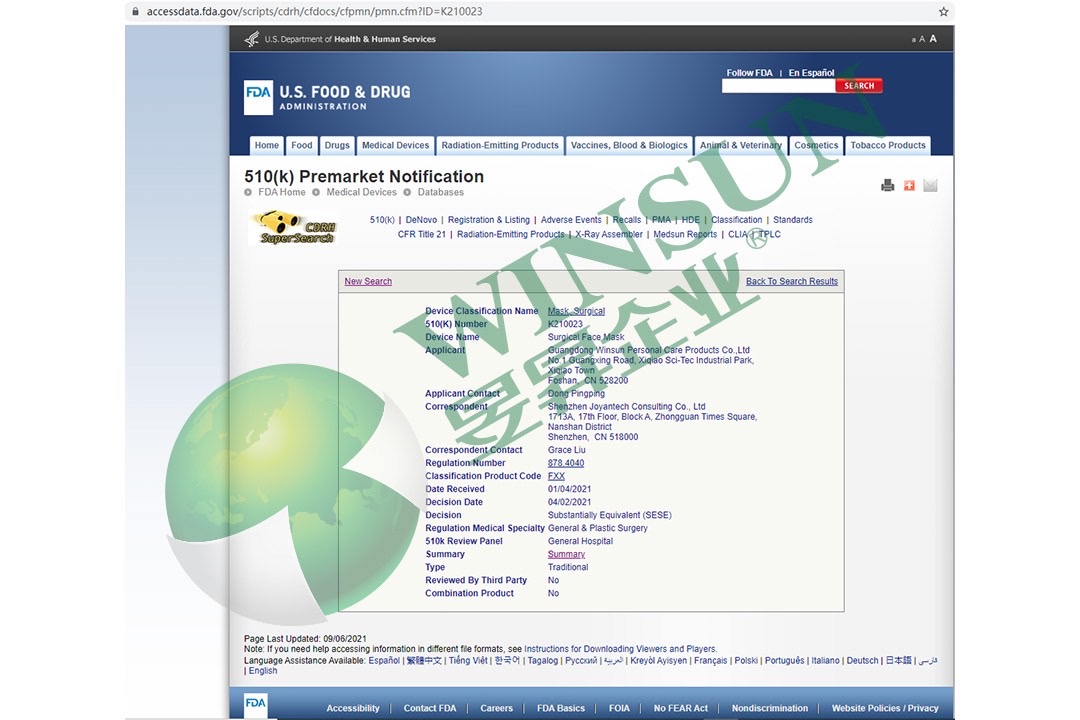 accessdata.fda.gov/scripts/cdrh/cfdocs/cfpmn/pmn.cfm?ID=K210023
U.S. Department of Health & Human Services
a A A
Follow FDA | En Español
SEARCH
FDA U.S. FOOD & DRUG
ADMINISTRATION
Home Food Drugs Medical Devices Radiation-Emitting Products Vaccines, Blood & Biologics Animal & Veterinary Cosmetics Tobacco Products
510(k) Premarket Notification
FDA Home Medical Devices Databases
CDRH
SuperSearch
510(k) | DeNovo | Registration & Listing | Adverse Events | Recalls | PMA | HDE | Classification | Standards
CFR Title 21 | Radiation-Emitting Products | X-Ray Assembler | Medsun Reports | CLIA | TPLC
WINSUN
昱升企业®
New Search Back To Search Results
Device Classification Name Mask, Surgical
510(K) Number K210023
Device Name Surgical Face Mask
Applicant Guangdong Winsun Personal Care Products Co.,Ltd
No 1 Guangxing Road, Xiqiao Sci-Tec Industrial Park,
Xiqiao Town
Foshan, CN 528200
Applicant Contact Dong Pingping
Correspondent Shenzhen Joyantech Consulting Co., Ltd
1713A, 17th Floor, Block A, Zhongguan Times Square,
Nanshan District
Shenzhen, CN 518000
Correspondent Contact Grace Liu
Regulation Number 878.4040
Classification Product Code FXX
Date Received 01/04/2021
Decision Date 04/02/2021
Decision Substantially Equivalent (SESE)
Regulation Medical Specialty General & Plastic Surgery
510k Review Panel General Hospital
Summary Summary
Type Traditional
Reviewed By Third Party No
Combination Product No
Page Last Updated: 09/06/2021
Note: If you need help accessing information in different file formats, see Instructions for Downloading Viewers and Players.
Language Assistance Available: Español | 繁體中文 | Tiếng Việt | 한국어 | Tagalog | Русский | العربية | Kreyòl Ayisyen | Français | Polski | Português | Italiano | Deutsch | 日本語 | فارسی
| English
FDA
Accessibility Contact FDA Careers FDA Basics FOIA No FEAR Act Nondiscrimination Website Policies / Privacy